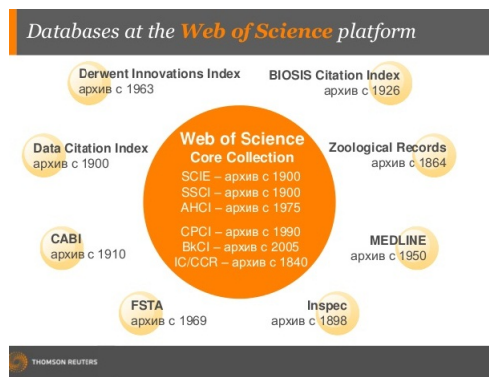 Databases at the Web of Science platform
Derwent Innovations Index
архив с 1963
BIOSIS Citation Index
архив с 1926
Data Citation Index
архив с 1900
Web of Science
Core Collection
SCIE – архив с 1900
SSCI – архив с 1900
AHCI – архив с 1975
CPCI – архив с 1990
BkCI – архив с 2005
IC/CCR – архив с 1840
Zoological Records
архив с 1864
CABI
архив с 1910
MEDLINE
архив с 1950
FSTA
архив с 1969
Inspec
архив с 1898
THOMSON REUTERS